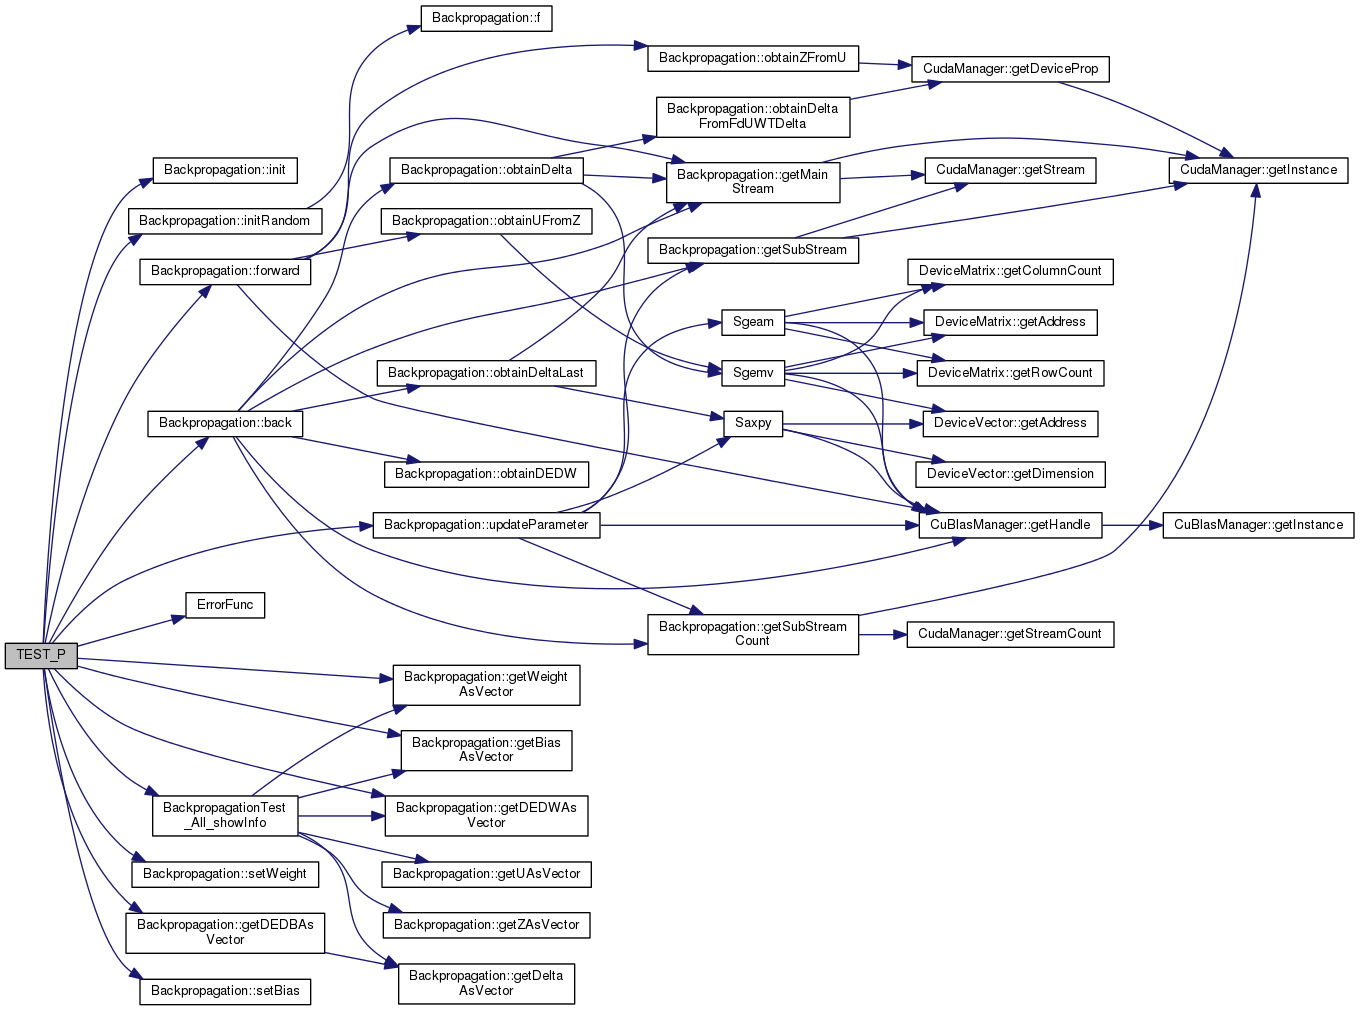 Backpropagation::f
Backpropagation::obtainZFromU
CudaManager::getDeviceProp
Backpropagation::obtainDelta
FromFdUWTDelta
Backpropagation::init
Backpropagation::obtainDelta
Backpropagation::getMain
Stream
CudaManager::getStream
CudaManager::getInstance
Backpropagation::initRandom
Backpropagation::obtainUFromZ
Backpropagation::getSubStream
Backpropagation::forward
DeviceMatrix::getColumnCount
Sgeam
DeviceMatrix::getAddress
Backpropagation::obtainDeltaLast
Sgemv
DeviceMatrix::getRowCount
Backpropagation::back
Saxpy
DeviceVector::getAddress
Backpropagation::obtainDEDW
DeviceVector::getDimension
Backpropagation::updateParameter
CuBlasManager::getHandle
CuBlasManager::getInstance
ErrorFunc
Backpropagation::getSubStream
Count
CudaManager::getStreamCount
TEST_P
Backpropagation::getWeight
AsVector
Backpropagation::getBias
AsVector
BackpropagationTest
_All_showInfo
Backpropagation::getDEDWAs
Vector
Backpropagation::setWeight
Backpropagation::getUAsVector
Backpropagation::getDEDBAs
Vector
Backpropagation::getZAsVector
Backpropagation::getDelta
AsVector
Backpropagation::setBias